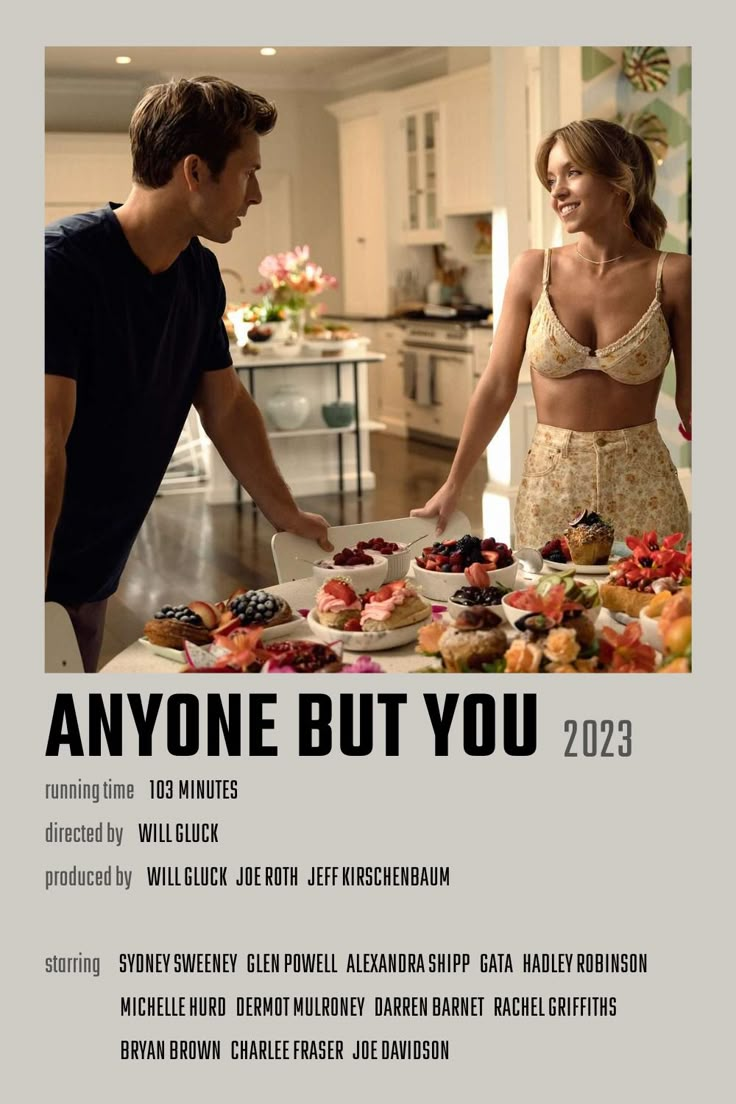 ANYONE BUT YOU 2023
running time 103 MINUTES
directed by WILL GLUCK
produced by WILL GLUCK JOE ROTH JEFF KIRSCHENBAUM
starring SYDNEY SWEENEY GLEN POWELL ALEXANDRA SHIPP GATA HADLEY ROBINSON
MICHELLE HURD DERMOT MULRONEY DARREN BARNET RACHEL GRIFFITHS
BRYAN BROWN CHARLEE FRASER JOE DAVIDSON